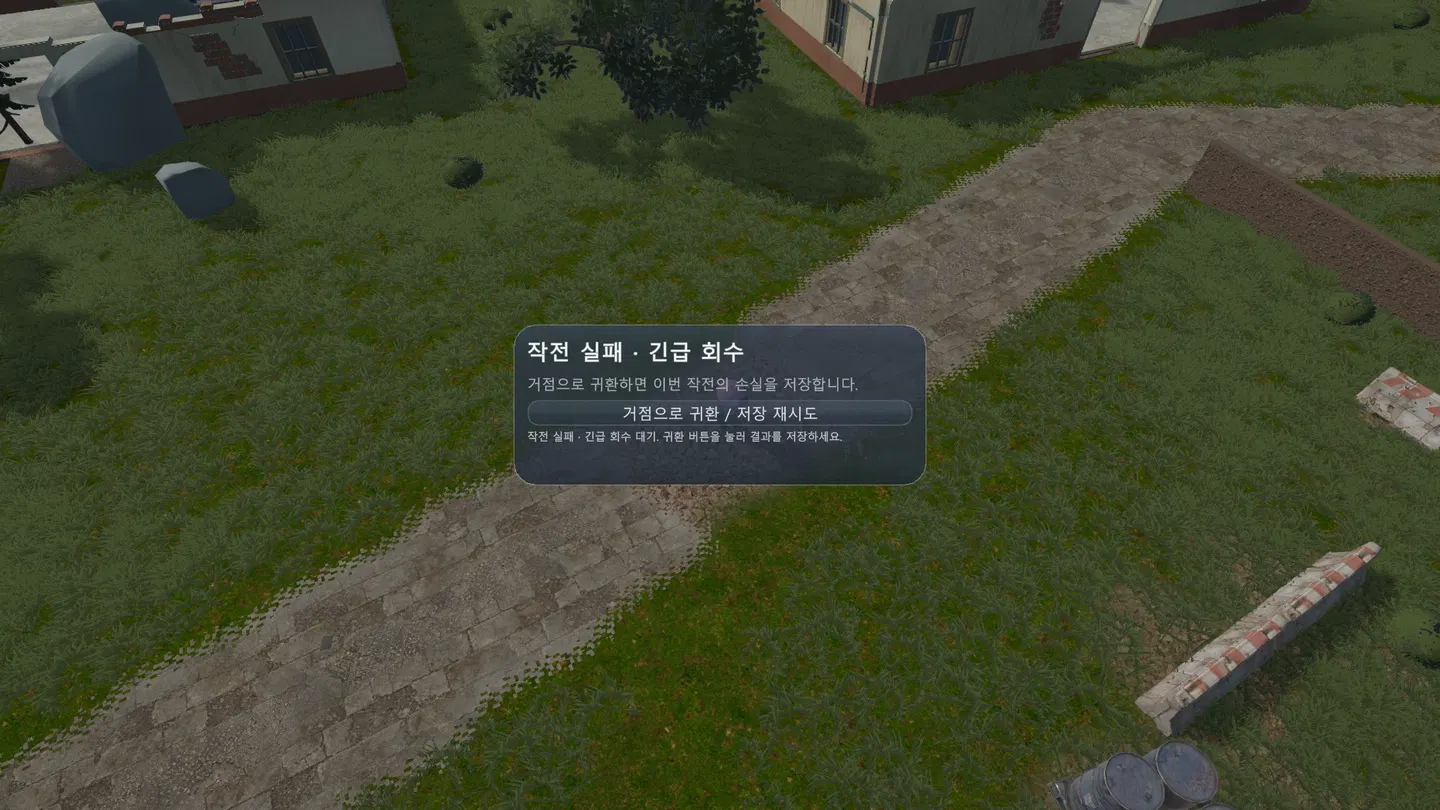 작전 실패 · 긴급 회수
거점으로 귀환하면 이번 작전의 손실을 저장합니다.
거점으로 귀환 / 저장 재시도
작전 실패 · 긴급 회수 대기. 귀환 버튼을 눌러 결과를 저장하세요.